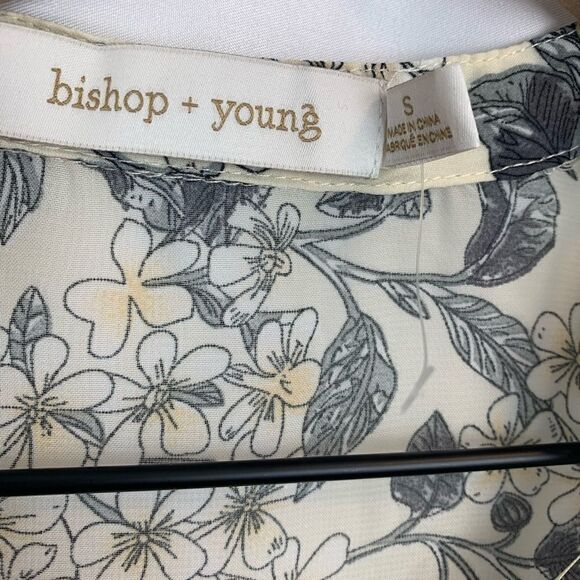 bishop + young
S
MADE IN CHINA
FABRIQUÉ EN CHINE